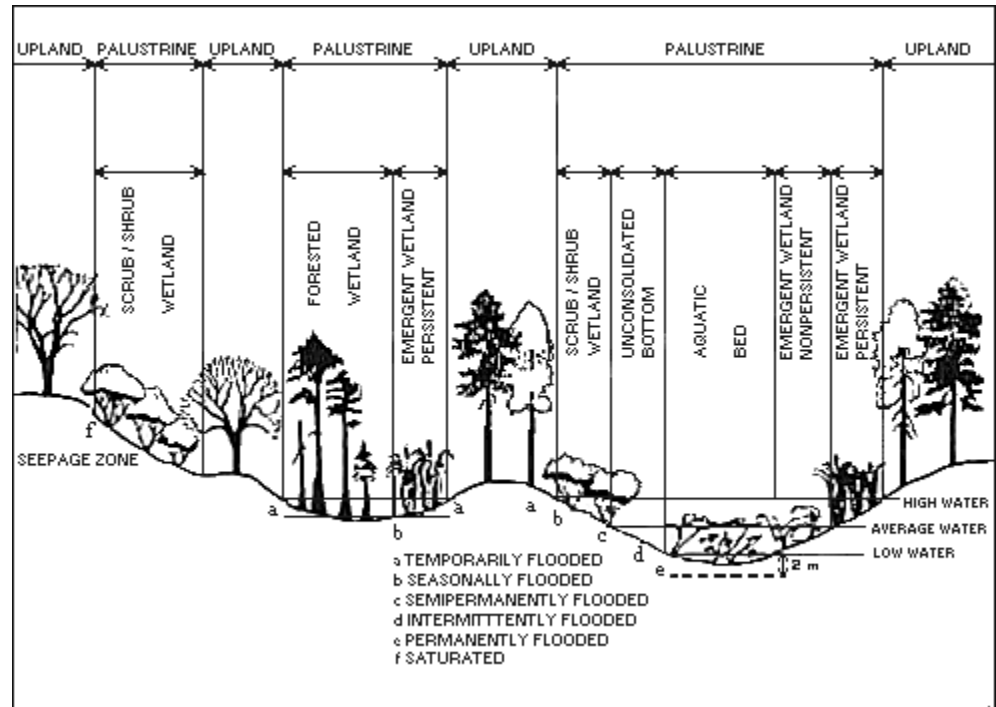 UPLAND PALUSTRINE UPLAND PALUSTRINE UPLAND PALUSTRINE UPLAND
SCRUB / SHRUB
WETLAND
FORESTED
WETLAND
EMERGENT WETLAND
PERSISTENT
SCRUB / SHRUB
WETLAND
UNCONSOLIDATED
BOTTOM
AQUATIC
BED
EMERGENT WETLAND
NONPERSISTENT
EMERGENT WETLAND
PERSISTENT
f
SEEPAGE ZONE
a
b
a
a
b
c
d
e
HIGH WATER
AVERAGE WATER
LOW WATER
2 m
a TEMPORARILY FLOODED
b SEASONALLY FLOODED
c SEMIPERMANENTLY FLOODED
d INTERMITTTENTLY FLOODED
e PERMANENTLY FLOODED
f SATURATED